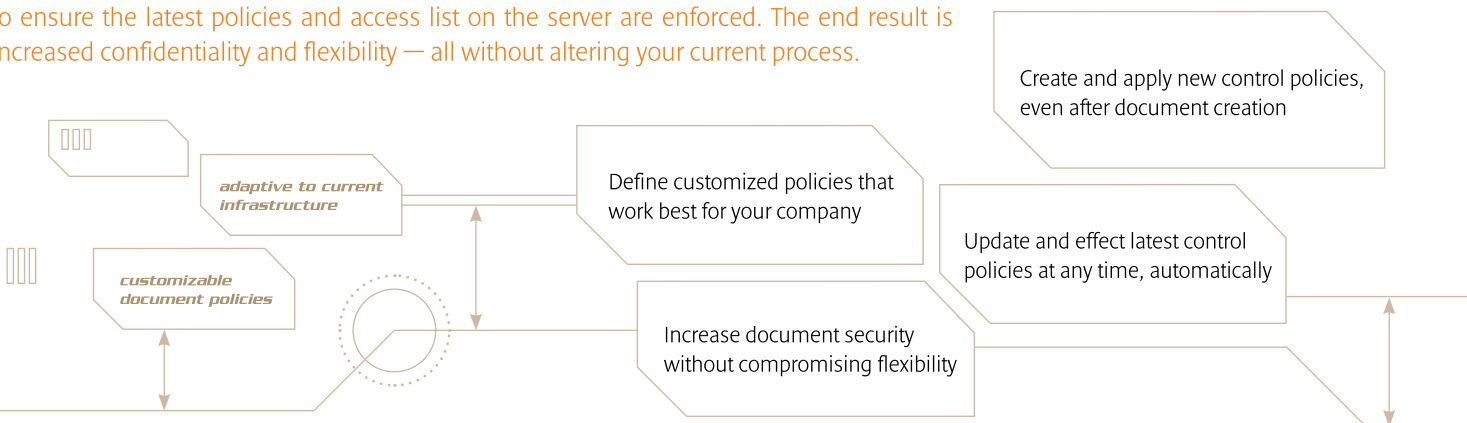 o ensure the latest policies and access list on the server are enforced. The end result is
ncreased confidentiality and flexibility — all without altering your current process.
Create and apply new control policies,
even after document creation
adaptive to current
infrastructure
Define customized policies that
work best for your company
Update and effect latest control
policies at any time, automatically
customizable
document policies
Increase document security
without compromising flexibility